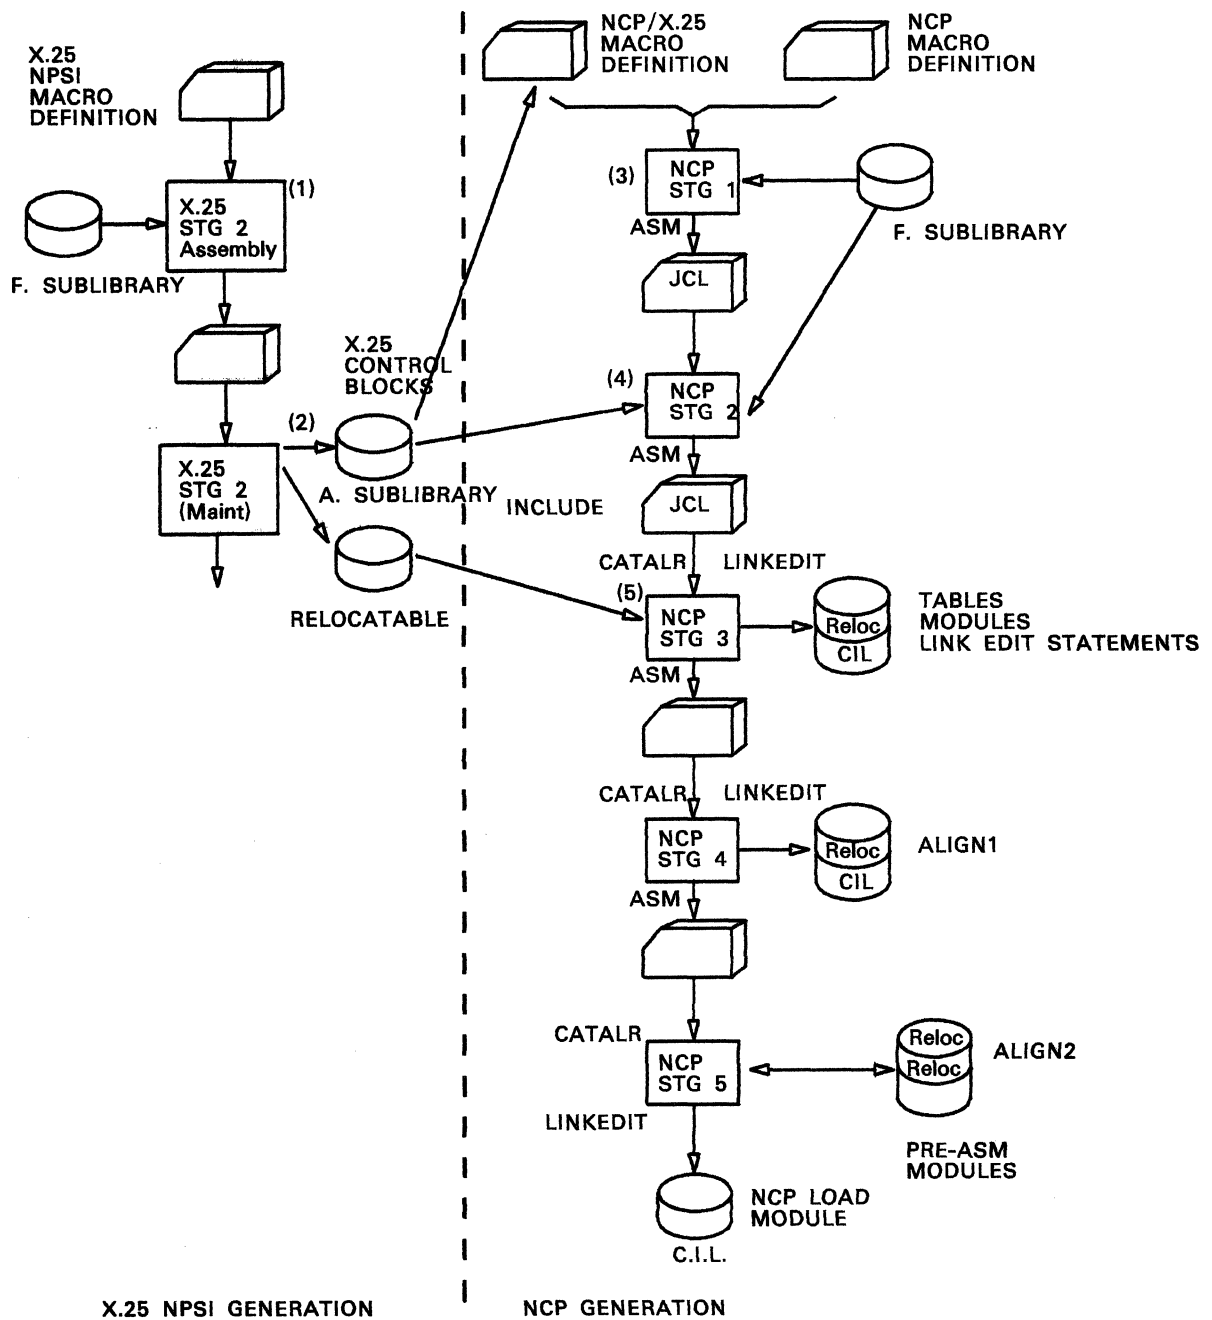 X.25
NPSI
MACRO
DEFINITION
NCP/X.25
MACRO
DEFINITION
NCP
MACRO
DEFINITION
(1)
X.25
STG 2
Assembly
F. SUBLIBRARY
(3)
NCP
STG 1
ASM
F. SUBLIBRARY
JCL
X.25
CONTROL
BLOCKS
(4)
NCP
STG 2
ASM
(2)
X.25
STG 2
(Maint)
A. SUBLIBRARY
INCLUDE
JCL
CATALR LINKEDIT
RELOCATABLE
(5)
NCP
STG 3
ASM
Reloc
CIL
TABLES
MODULES
LINK EDIT STATEMENTS
CATALR LINKEDIT
NCP
STG 4
ASM
Reloc
CIL
ALIGN1
CATALR
NCP
STG 5
LINKEDIT
Reloc
Reloc
ALIGN2
PRE-ASM
MODULES
NCP LOAD
MODULE
C.I.L.
X.25 NPSI GENERATION
NCP GENERATION